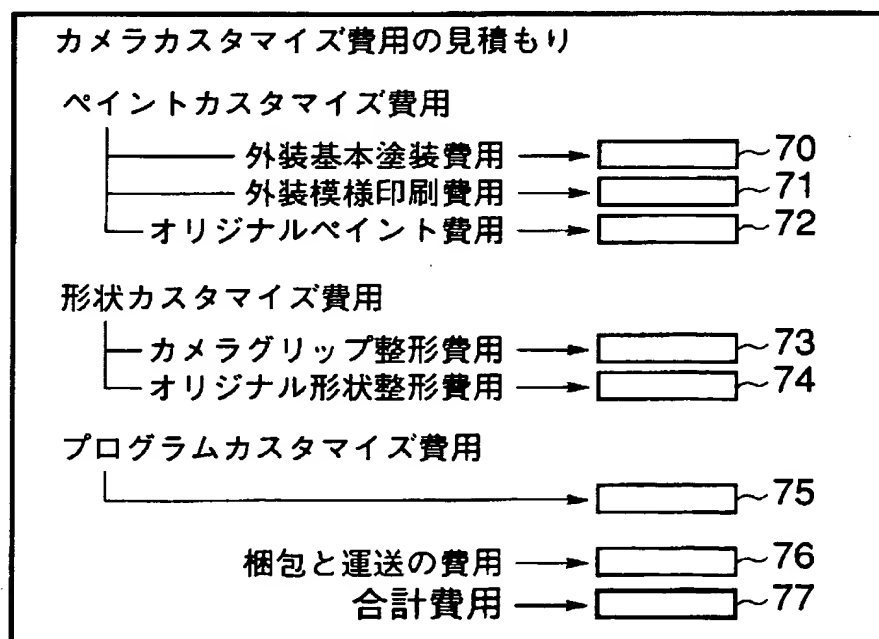 カメラカスタマイズ費用の見積もり
ペイントカスタマイズ費用
外装基本塗装費用 70
外装模様印刷費用 71
オリジナルペイント費用 72
形状カスタマイズ費用
カメラグリップ整形費用 73
オリジナル形状整形費用 74
プログラムカスタマイズ費用
75
梱包と運送の費用 76
合計費用 77